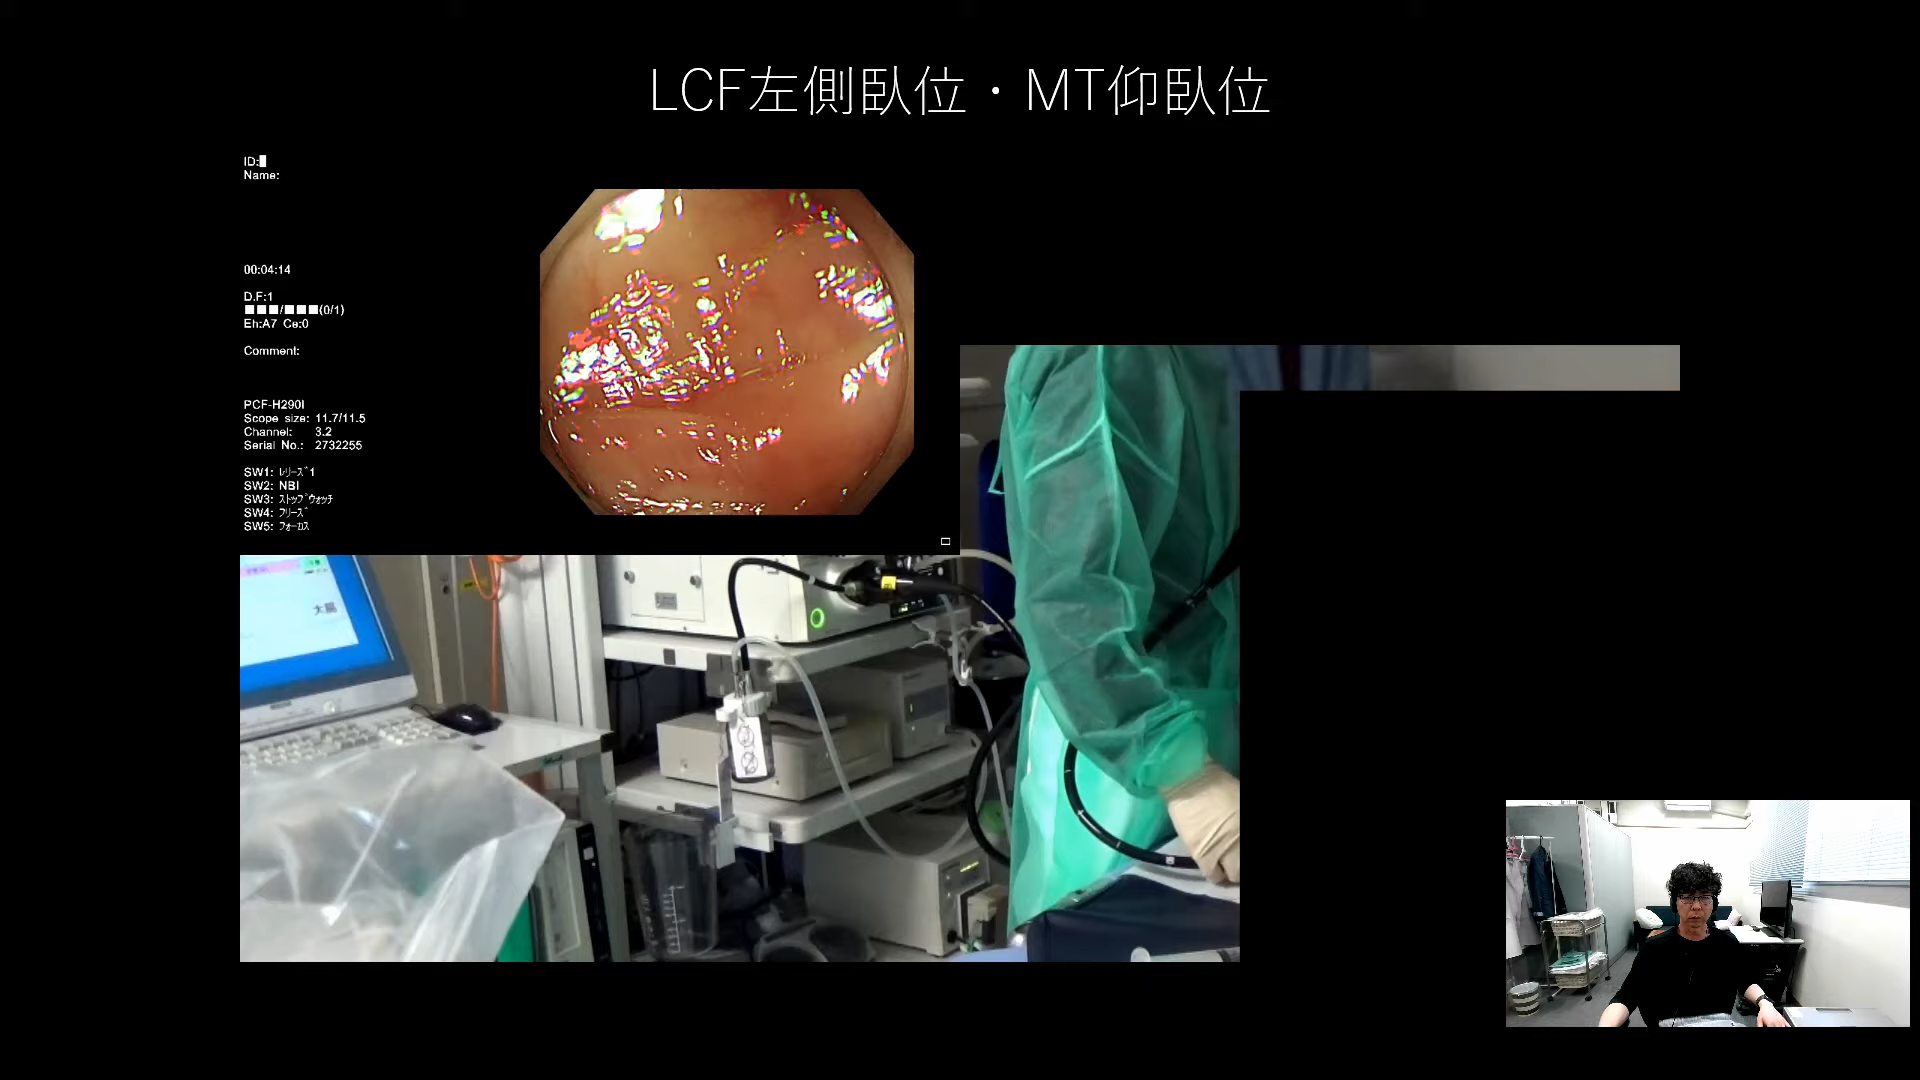 LCF左側臥位・MT仰臥位
ID:
Name:
00:04:14
D.F:1
■■■/■■■(0/1)
Eh:A7 Ce:0
Comment:
PCF-H290I
Scope size: 11.7/11.5
Channel: 3.2
Serial No.: 2732255
SW1: ﾚﾘｰｽﾞ1
SW2: NBI
SW3: ｽﾄｯﾌﾟｳｫｯﾁ
SW4: ﾌﾘｰｽﾞ
SW5: ﾌｫｰｶｽ
大腸